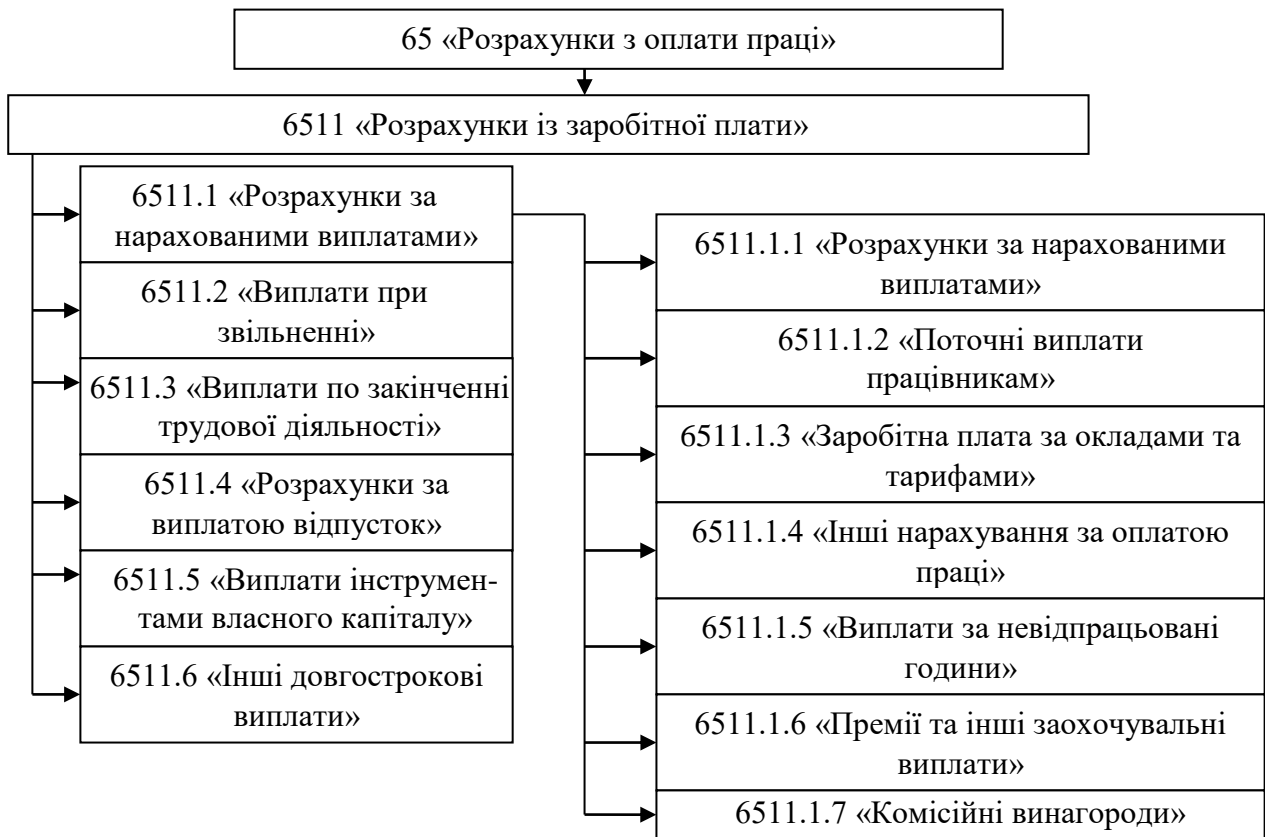 65 «Розрахунки з оплати праці»
6511 «Розрахунки із заробітної плати»
6511.1 «Розрахунки за
нарахованими виплатами»
6511.2 «Виплати при
звільненні»
6511.3 «Виплати по закінченні
трудової діяльності»
6511.4 «Розрахунки за
виплатою відпусток»
6511.5 «Виплати інструмен-
тами власного капіталу»
6511.6 «Інші довгострокові
виплати»
6511.1.1 «Розрахунки за нарахованими
виплатами»
6511.1.2 «Поточні виплати
працівникам»
6511.1.3 «Заробітна плата за окладами та
тарифами»
6511.1.4 «Інші нарахування за оплатою
праці»
6511.1.5 «Виплати за невідпрацьовані
години»
6511.1.6 «Премії та інші заохочувальні
виплати»
6511.1.7 «Комісійні винагороди»